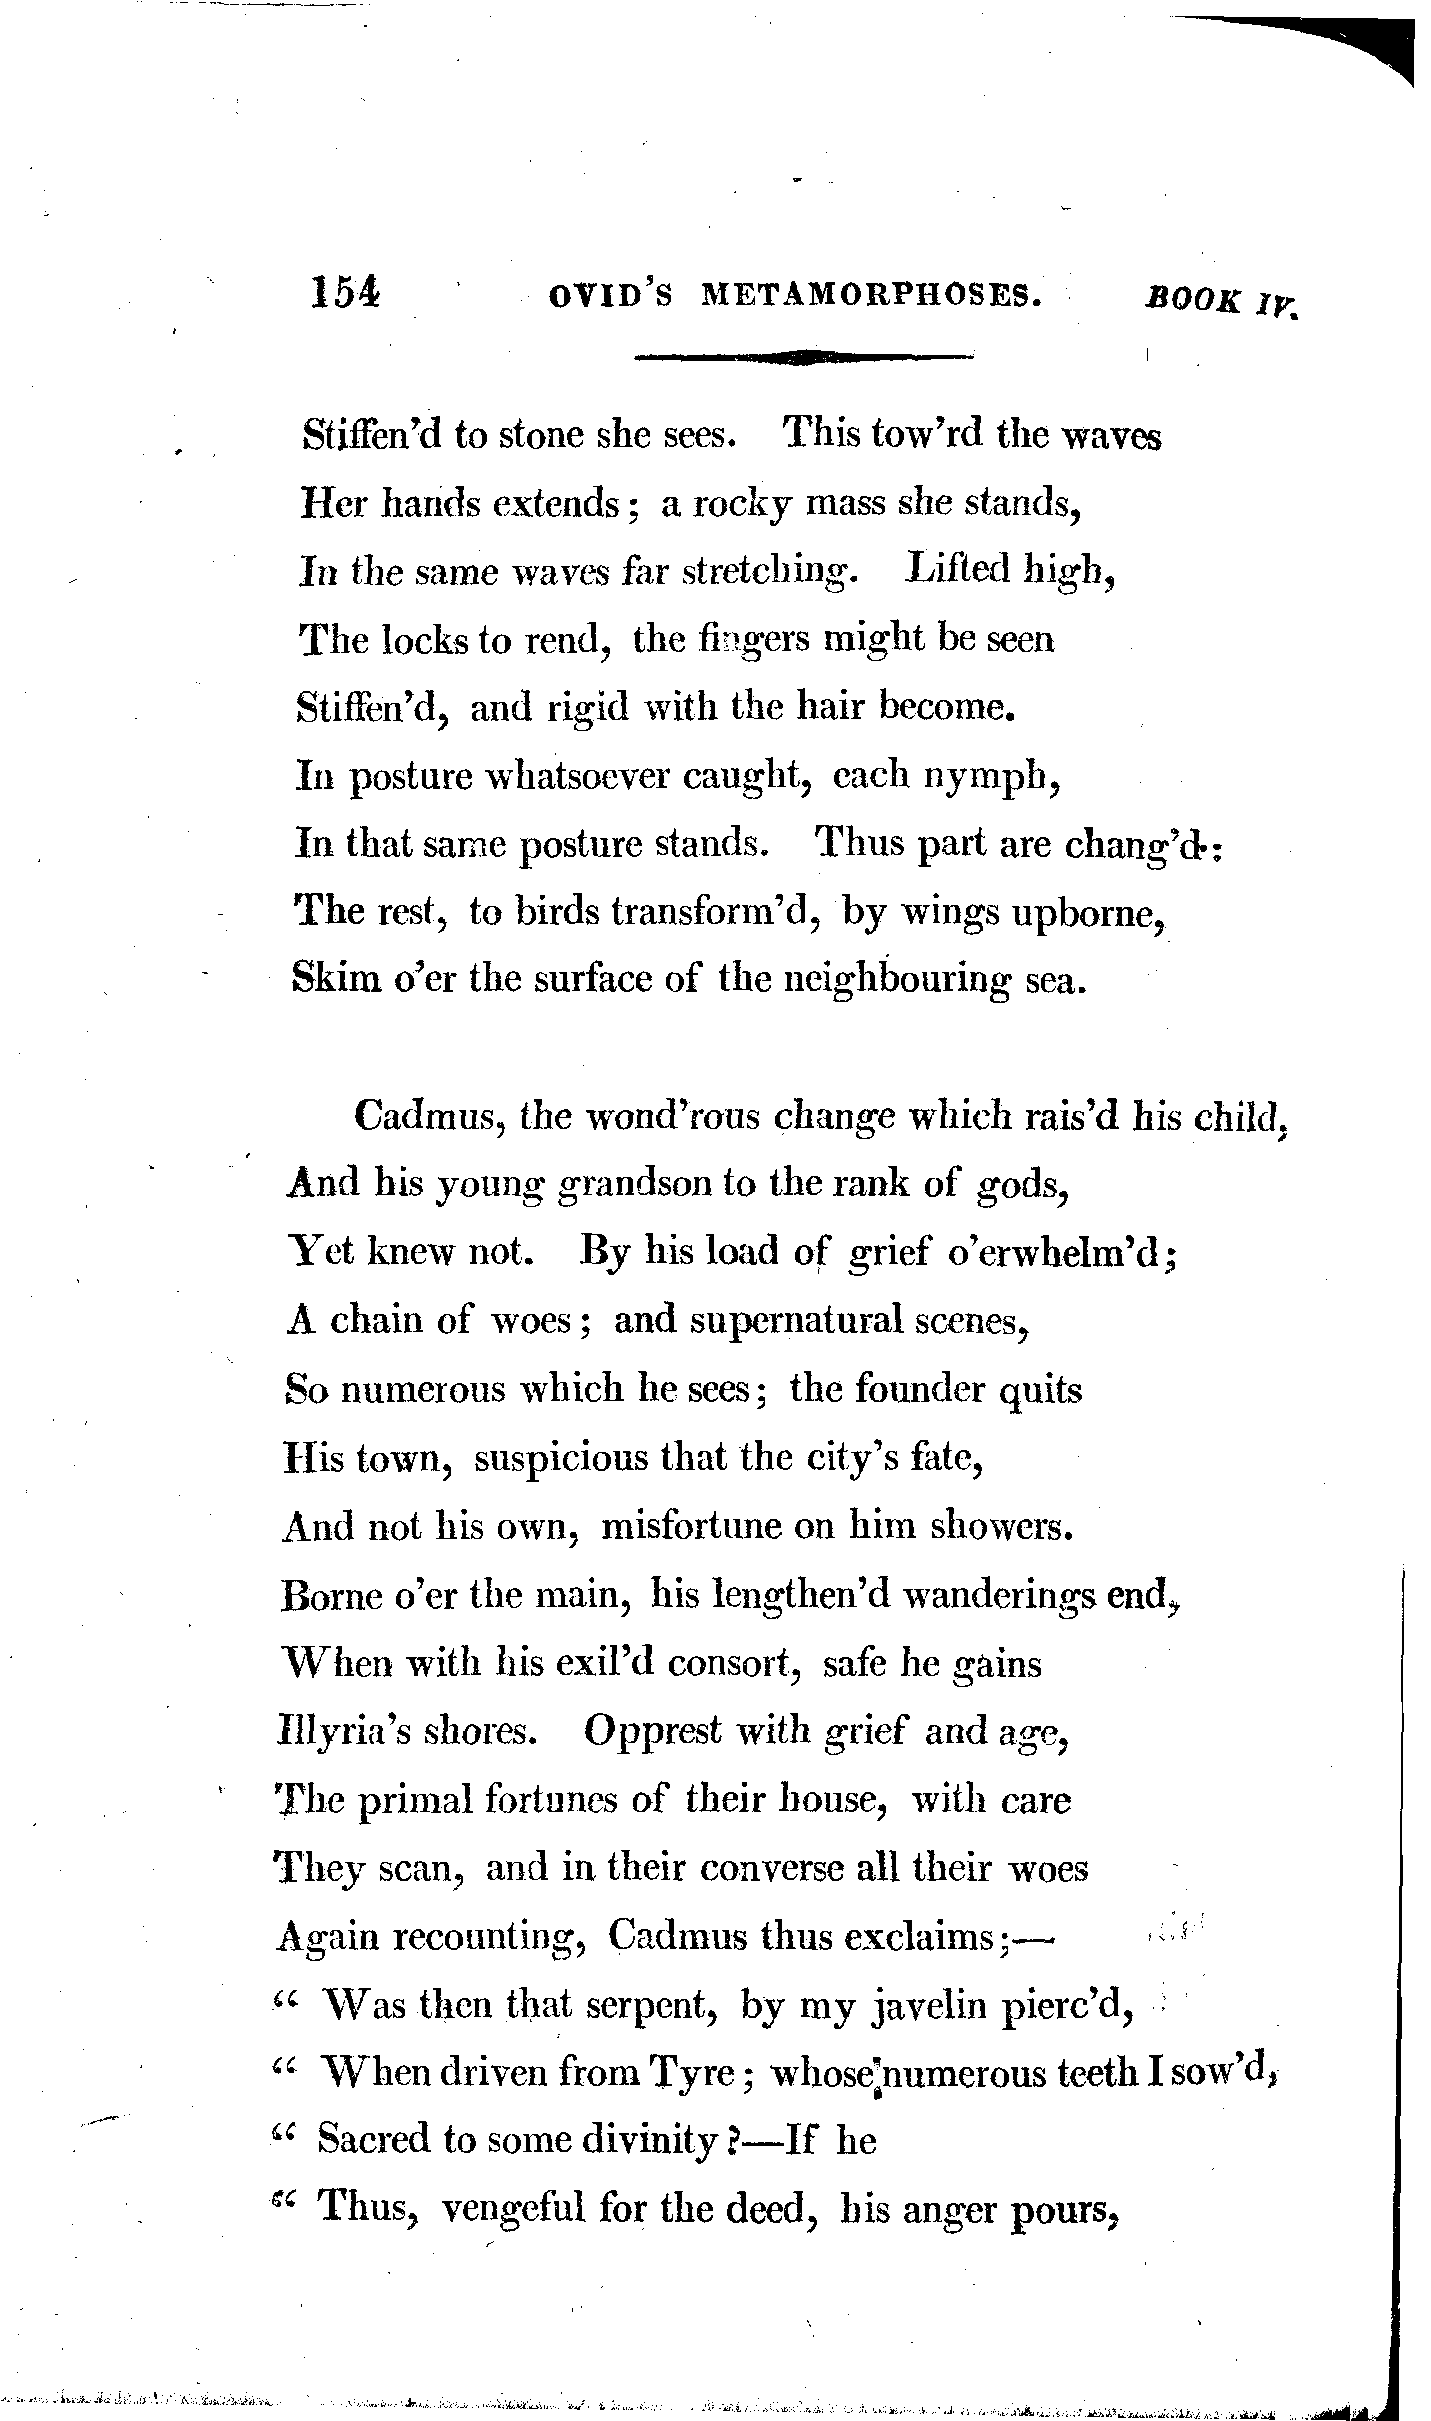 154 OVID'S METAMORPHOSES. BOOK IV.
Stiffen'd to stone she sees. This tow'rd the waves
Her hands extends; a rocky mass she stands,
In the same waves far stretching. Lifted high,
The locks to rend, the fingers might be seen
Stiffen'd, and rigid with the hair become.
In posture whatsoever caught, each nymph,
In that same posture stands. Thus part are chang'd:
The rest, to birds transform'd, by wings upborne,
Skim o'er the surface of the neighbouring sea.
Cadmus, the wond'rous change which rais'd his child,
And his young grandson to the rank of gods,
Yet knew not. By his load of grief o'erwhelm'd;
A chain of woes; and supernatural scenes,
So numerous which he sees; the founder quits
His town, suspicious that the city's fate,
And not his own, misfortune on him showers.
Borne o'er the main, his lengthen'd wanderings end,
When with his exil'd consort, safe he gains
Illyria's shores. Opprest with grief and age,
The primal fortunes of their house, with care
They scan, and in their converse all their woes
Again recounting, Cadmus thus exclaims;—
“ Was then that serpent, by my javelin pierc'd,
“ When driven from Tyre; whose numerous teeth I sow'd,
“ Sacred to some divinity?—If he
“ Thus, vengeful for the deed, his anger pours,